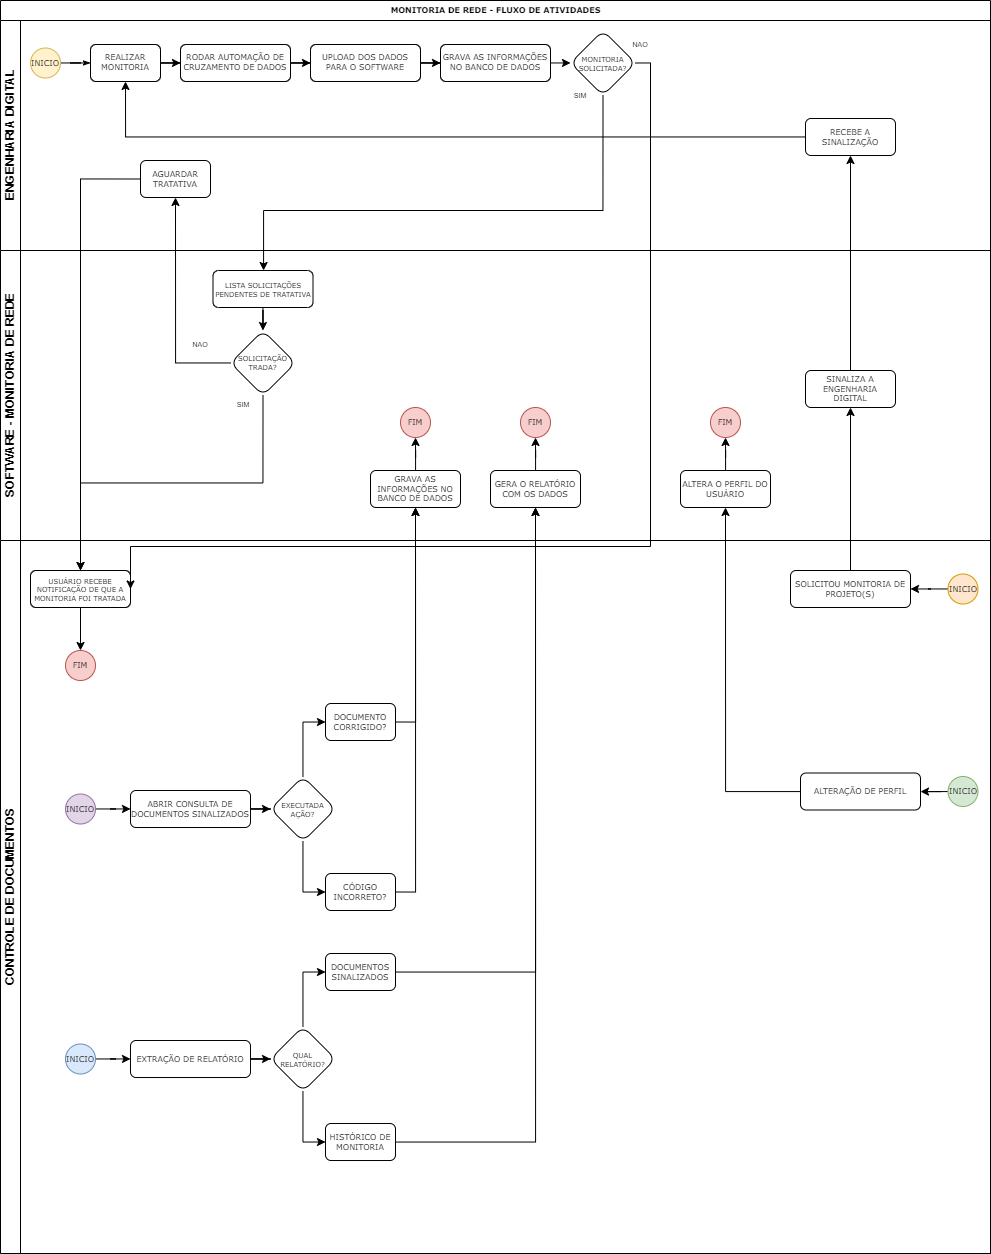 MONITORIA DE REDE - FLUXO DE ATIVIDADES
ENGENHARIA DIGITAL
INICIO
REALIZAR
MONITORIA
RODAR AUTOMAÇÃO DE
CRUZAMENTO DE DADOS
UPLOAD DOS DADOS
PARA O SOFTWARE
GRAVA AS INFORMAÇÕES
NO BANCO DE DADOS
MONITORIA
SOLICITADA?
NAO
SIM
RECEBE A
SINALIZAÇÃO
AGUARDAR
TRATATIVA
SOFTWARE - MONITORIA DE REDE
LISTA SOLICITAÇÕES
PENDENTES DE TRATATIVA
NAO
SOLICITAÇÃO
TRADA?
SIM
SINALIZA A
ENGENHARIA
DIGITAL
FIM
FIM
FIM
GRAVA AS
INFORMAÇÕES NO
BANCO DE DADOS
GERA O RELATÓRIO
COM OS DADOS
ALTERA O PERFIL DO
USUÁRIO
CONTROLE DE DOCUMENTOS
USUÁRIO RECEBE
NOTIFICAÇÃO DE QUE A
MONITORIA FOI TRATADA
SOLICITOU MONITORIA DE
PROJETO(S)
INICIO
FIM
DOCUMENTO
CORRIGIDO?
INICIO
ABRIR CONSULTA DE
DOCUMENTOS SINALIZADOS
EXECUTADA
AÇÃO?
ALTERAÇÃO DE PERFIL
INICIO
CÓDIGO
INCORRETO?
DOCUMENTOS
SINALIZADOS
INICIO
EXTRAÇÃO DE RELATÓRIO
QUAL
RELATÓRIO?
HISTÓRICO DE
MONITORIA